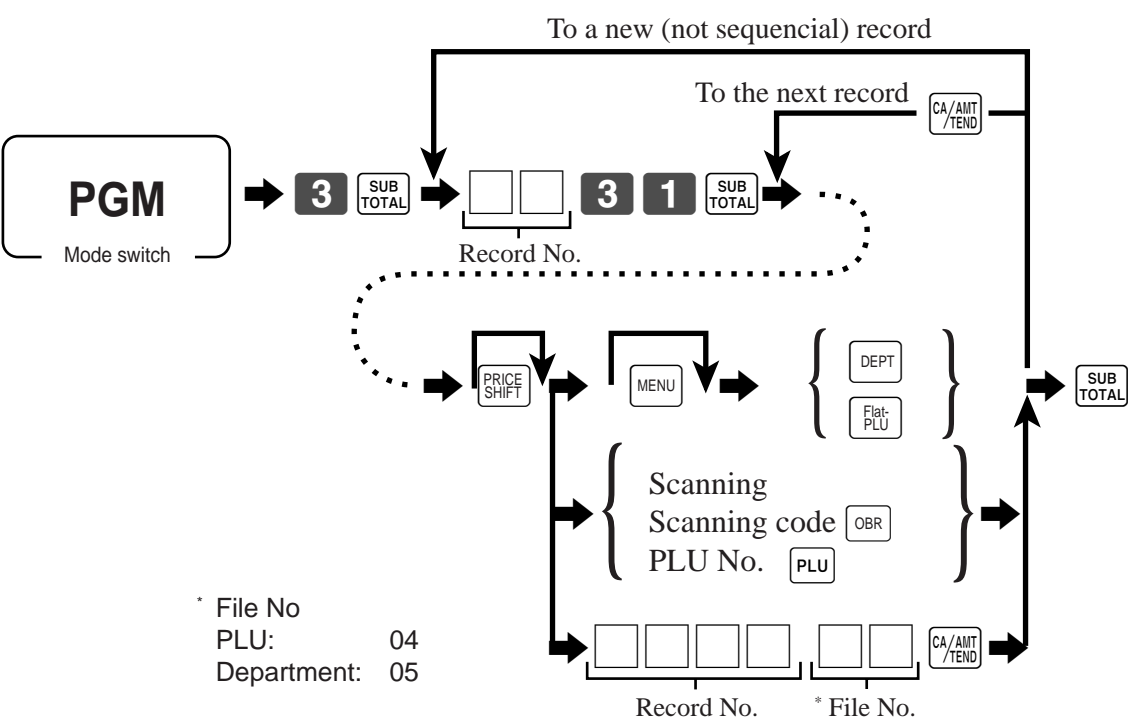 To a new (not sequencial) record
To the next record CA/AMT/TEND
PGM
Mode switch
3 SUB TOTAL 3 1 SUB TOTAL
Record No.
PRICE SHIFT MENU DEPT
Flat-PLU
SUB TOTAL
Scanning
Scanning code OBR
PLU No. PLU
* File No
PLU: 04
Department: 05
CA/AMT/TEND
Record No. * File No.